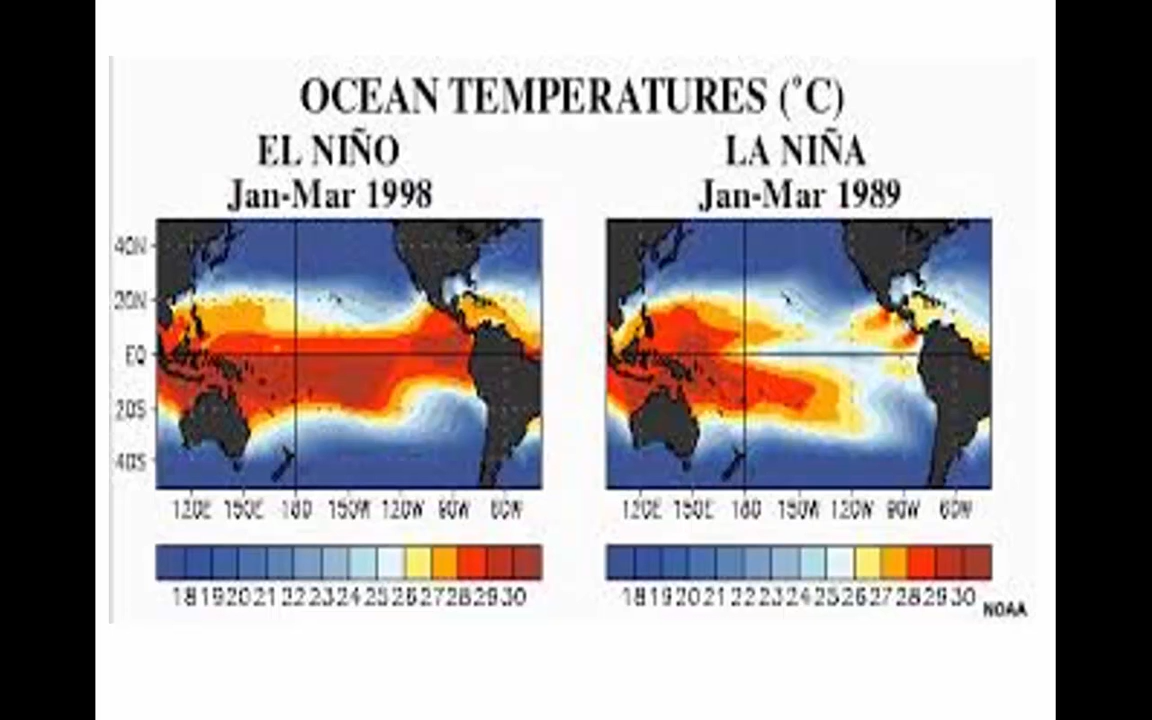 OCEAN TEMPERATURES (˚C)
EL NIÑO
Jan-Mar 1998
LA NIÑA
Jan-Mar 1989
40N
20N
EQ
20S
40S
120E 150E 180 150W 120W 90W 60W
120E 150E 180 150W 120W 90W 60W
18 19 20 21 22 23 24 25 26 27 28 29 30
18 19 20 21 22 23 24 25 26 27 28 29 30
NOAA